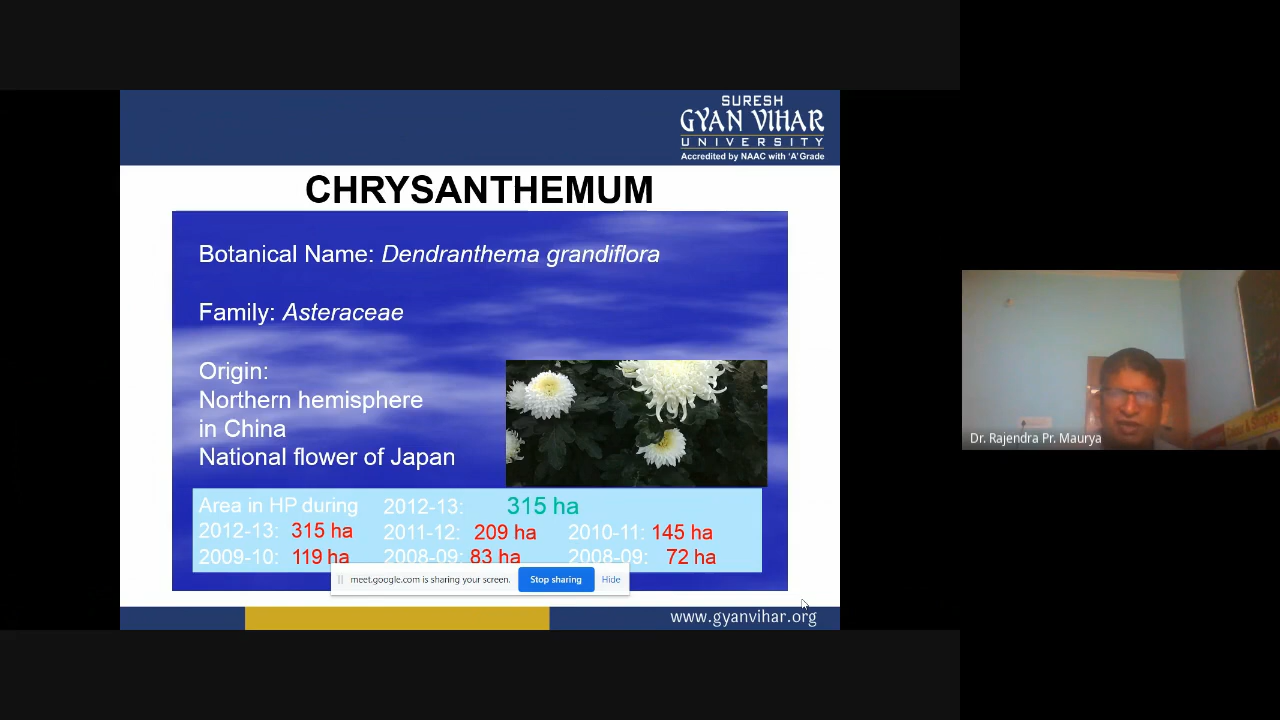 SURESH
GYAN VIHAR
UNIVERSITY
Accredited by NAAC with 'A' Grade
CHRYSANTHEMUM
Botanical Name: Dendranthema grandiflora
Family: Asteraceae
Origin:
Northern hemisphere
in China
National flower of Japan
Area in HP during 2012-13: 315 ha
2012-13: 315 ha 2011-12: 209 ha 2010-11: 145 ha
2009-10: 119 ha 2008-09: 83 ha 2008-09: 72 ha
meet.google.com is sharing your screen. Stop sharing Hide
www.gyanvihar.org
Dr. Rajendra Pr. Maurya